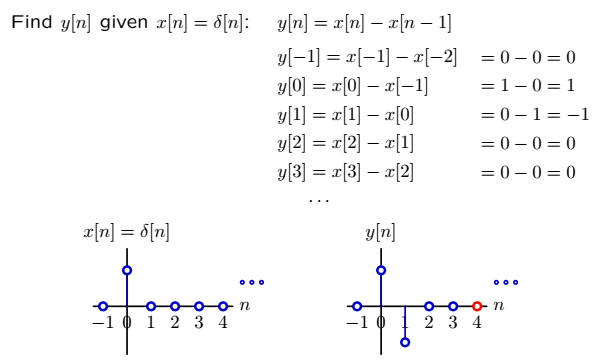 Find y[n] given x[n] = δ[n]: y[n] = x[n] − x[n − 1]
y[−1] = x[−1] − x[−2] = 0 − 0 = 0
y[0] = x[0] − x[−1] = 1 − 0 = 1
y[1] = x[1] − x[0] = 0 − 1 = −1
y[2] = x[2] − x[1] = 0 − 0 = 0
y[3] = x[3] − x[2] = 0 − 0 = 0
...
x[n] = δ[n]
n
−1 0 1 2 3 4
y[n]
n
−1 0 1 2 3 4